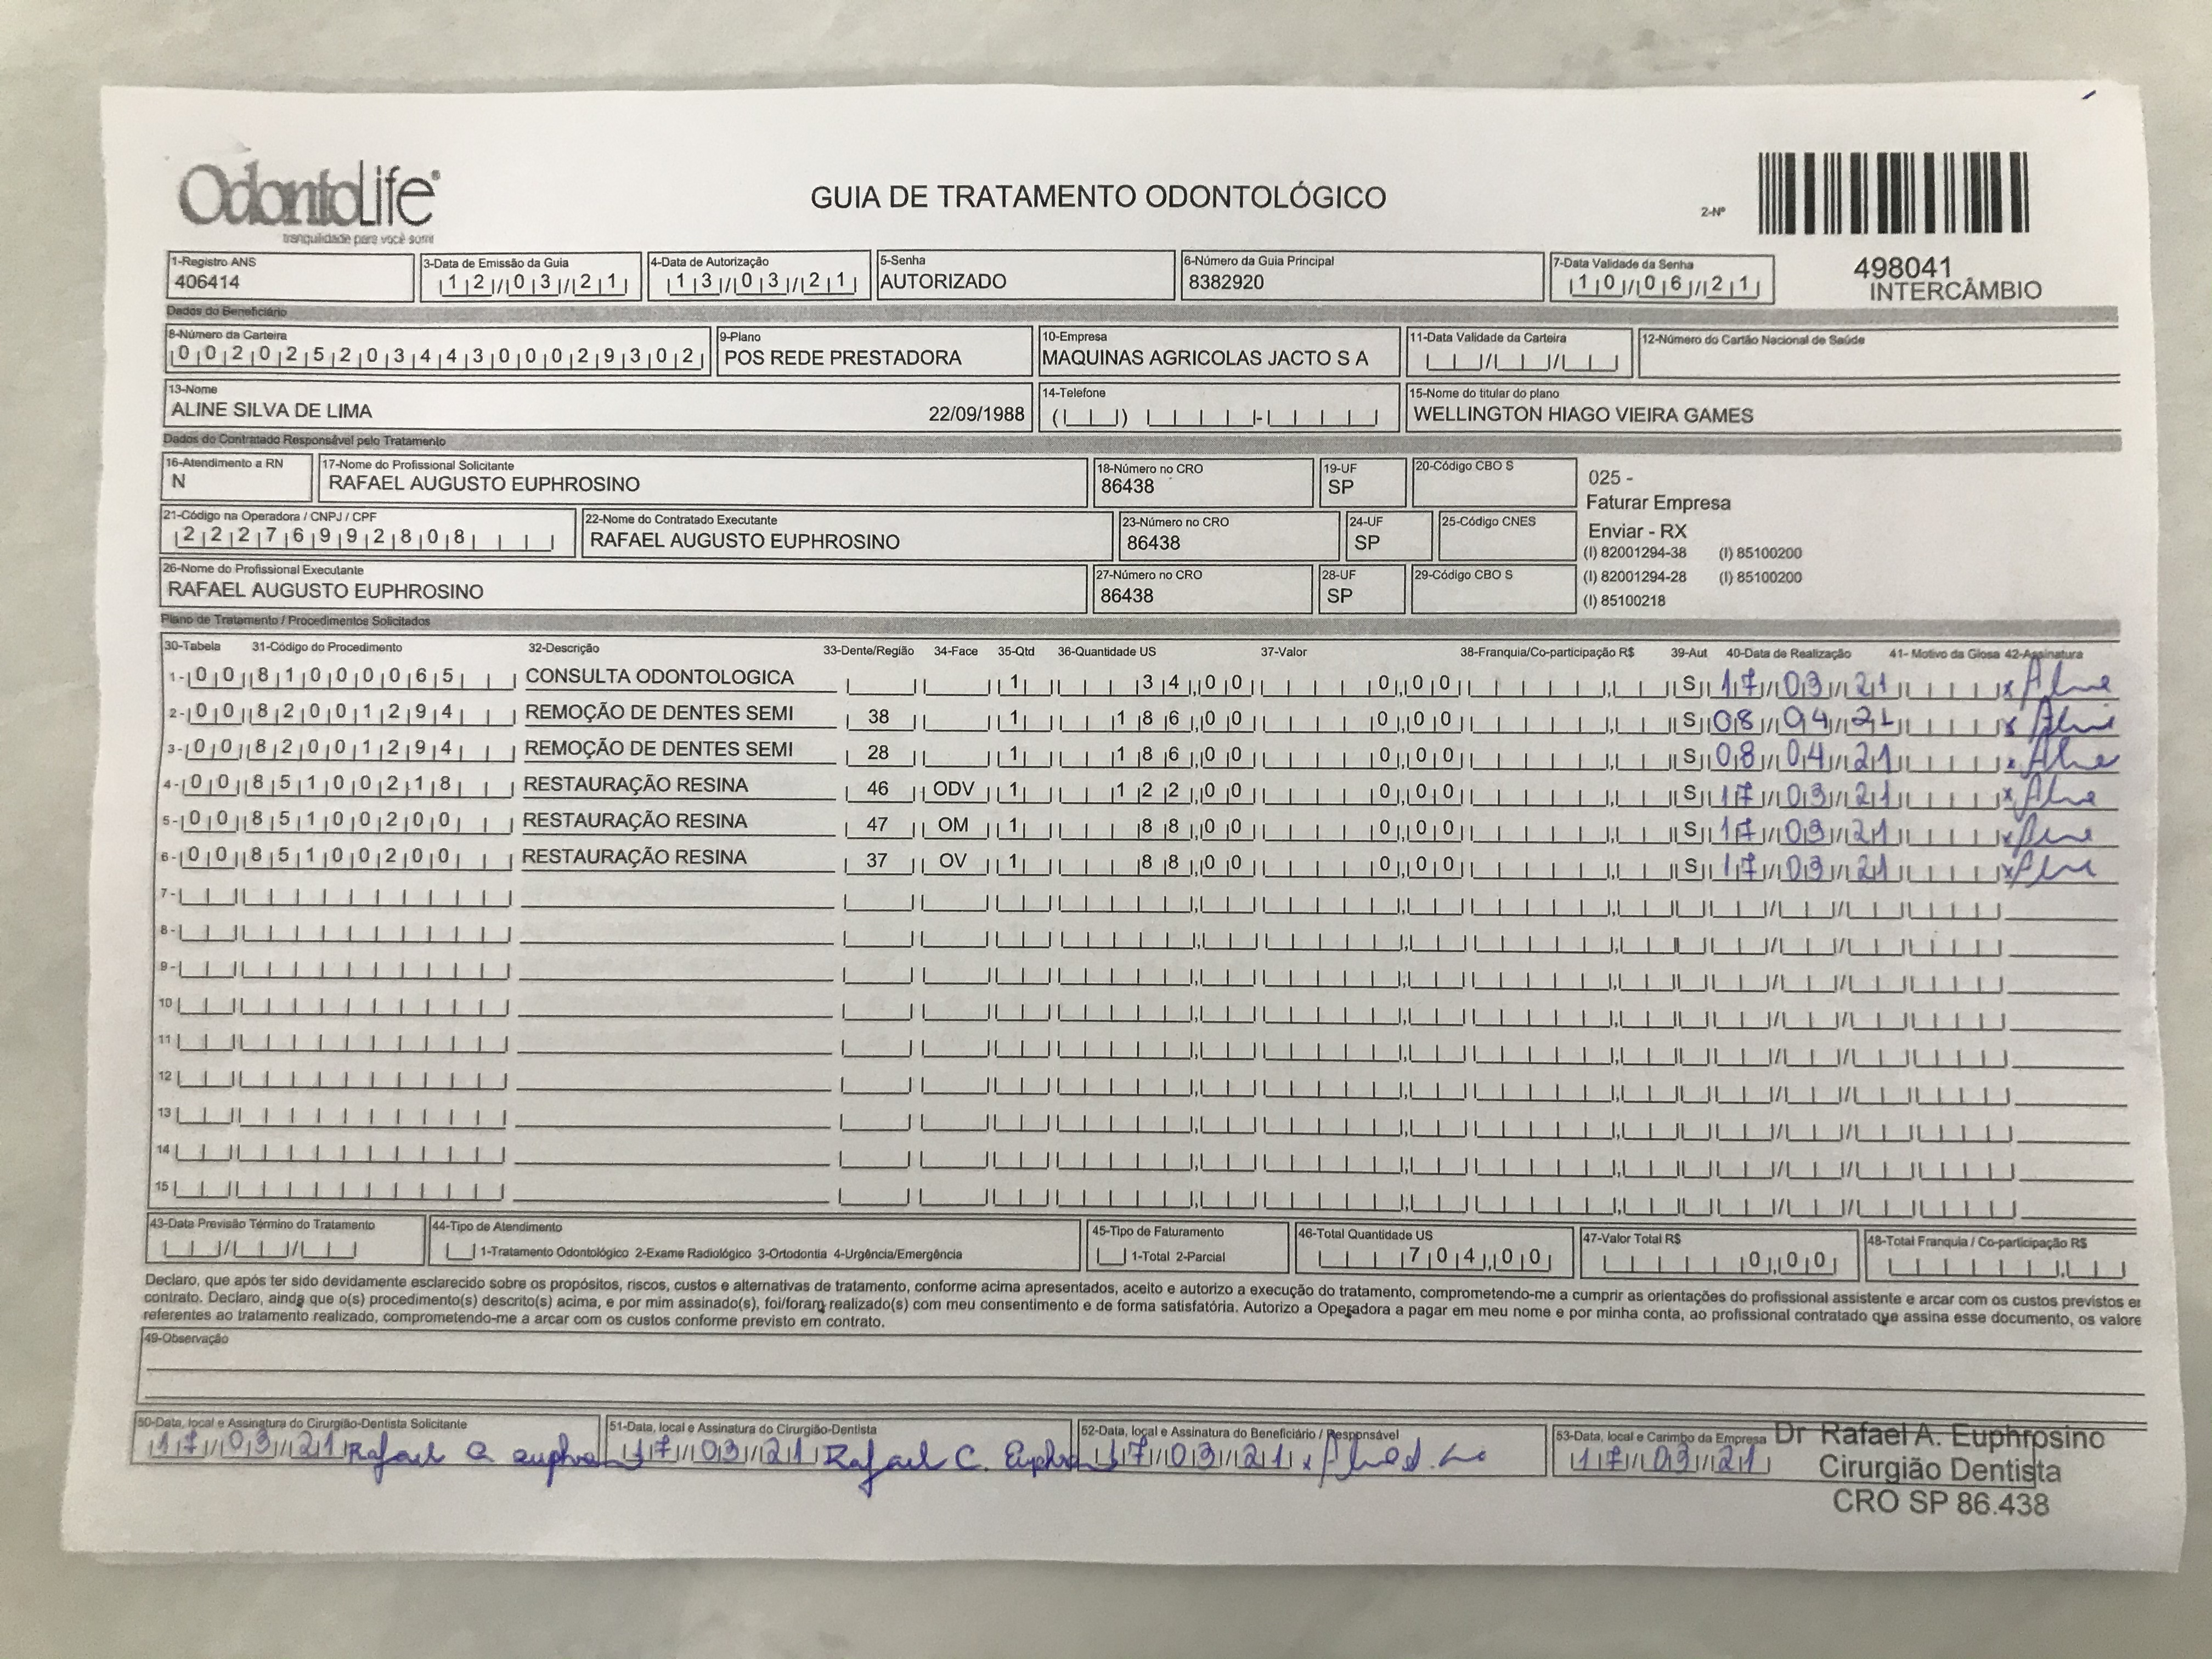 OdontoLife®
tranquilidade para você sorrir
GUIA DE TRATAMENTO ODONTOLÓGICO
2-Nº
498041
INTERCÂMBIO
1-Registro ANS
406414
3-Data de Emissão da Guia
12/03/21
4-Data de Autorização
13/03/21
5-Senha
AUTORIZADO
6-Número da Guia Principal
8382920
7-Data Validade da Senha
10/06/21
Dados do Beneficiário
8-Número da Carteira
00202520344300029302
9-Plano
POS REDE PRESTADORA
10-Empresa
MAQUINAS AGRICOLAS JACTO S A
11-Data Validade da Carteira
12-Número do Cartão Nacional de Saúde
13-Nome
ALINE SILVA DE LIMA 22/09/1988
14-Telefone
15-Nome do titular do plano
WELLINGTON HIAGO VIEIRA GAMES
Dados do Contratado Responsável pelo Tratamento
16-Atendimento a RN
N
17-Nome do Profissional Solicitante
RAFAEL AUGUSTO EUPHROSINO
18-Número no CRO
86438
19-UF
SP
20-Código CBO S
025 -
Faturar Empresa
Enviar - RX
(I) 82001294-38 (I) 85100200
(I) 82001294-28 (I) 85100200
(I) 85100218
21-Código na Operadora / CNPJ / CPF
22276992808
22-Nome do Contratado Executante
RAFAEL AUGUSTO EUPHROSINO
23-Número no CRO
86438
24-UF
SP
25-Código CNES
26-Nome do Profissional Executante
RAFAEL AUGUSTO EUPHROSINO
27-Número no CRO
86438
28-UF
SP
29-Código CBO S
Plano de Tratamento / Procedimentos Solicitados
30-Tabela 31-Código do Procedimento 32-Descrição 33-Dente/Região 34-Face 35-Qtd 36-Quantidade US 37-Valor 38-Franquia/Co-participação R$ 39-Aut 40-Data de Realização 41- Motivo da Glosa 42-Assinatura
1- 00 81000065 CONSULTA ODONTOLOGICA 1 34,00 0,00 S 17/03/21 x Aline
2- 00 82001294 REMOÇÃO DE DENTES SEMI 38 1 186,00 0,00 S 08/04/21 x Aline
3- 00 82001294 REMOÇÃO DE DENTES SEMI 28 1 186,00 0,00 S 08/04/21 x Aline
4- 00 85100218 RESTAURAÇÃO RESINA 46 ODV 1 122,00 0,00 S 17/03/21 x Aline
5- 00 85100200 RESTAURAÇÃO RESINA 47 OM 1 88,00 0,00 S 17/03/21 x Aline
6- 00 85100200 RESTAURAÇÃO RESINA 37 OV 1 88,00 0,00 S 17/03/21 x Aline
7-
8-
9-
10
11
12
13
14
15
43-Data Previsão Término do Tratamento
44-Tipo de Atendimento
1-Tratamento Odontológico 2-Exame Radiológico 3-Ortodontia 4-Urgência/Emergência
45-Tipo de Faturamento
1-Total 2-Parcial
46-Total Quantidade US
704,00
47-Valor Total R$
0,00
48-Total Franquia / Co-participação R$
Declaro, que após ter sido devidamente esclarecido sobre os propósitos, riscos, custos e alternativas de tratamento, conforme acima apresentados, aceito e autorizo a execução do tratamento, comprometendo-me a cumprir as orientações do profissional assistente e arcar com os custos previstos em
contrato. Declaro, ainda que o(s) procedimento(s) descrito(s) acima, e por mim assinado(s), foi/foram realizado(s) com meu consentimento e de forma satisfatória. Autorizo a Operadora a pagar em meu nome e por minha conta, ao profissional contratado que assina esse documento, os valore
referentes ao tratamento realizado, comprometendo-me a arcar com os custos conforme previsto em contrato.
49-Observação
50-Data, local e Assinatura do Cirurgião-Dentista Solicitante
17/03/21 Rafael
51-Data, local e Assinatura do Cirurgião-Dentista
17/03/21 Rafael
52-Data, local e Assinatura do Beneficiário / Responsável
17/03/21 x
53-Data, local e Carimbo da Empresa
17/03/21
Dr Rafael A. Euphrosino
Cirurgião Dentista
CRO SP 86.438